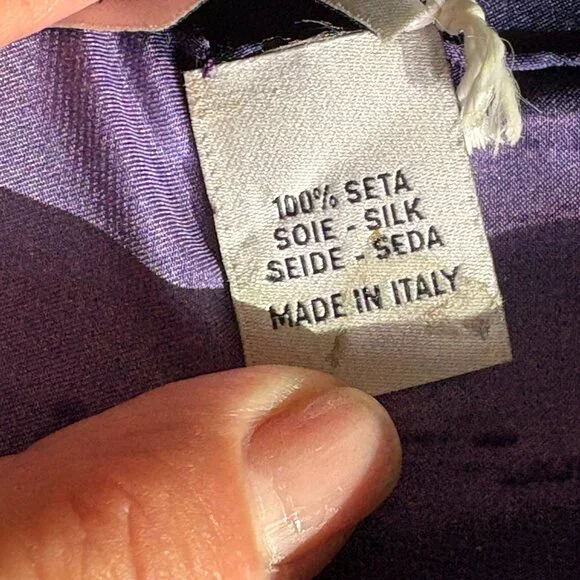 100% SETA
SOIE - SILK
SEIDE - SEDA
MADE IN ITALY